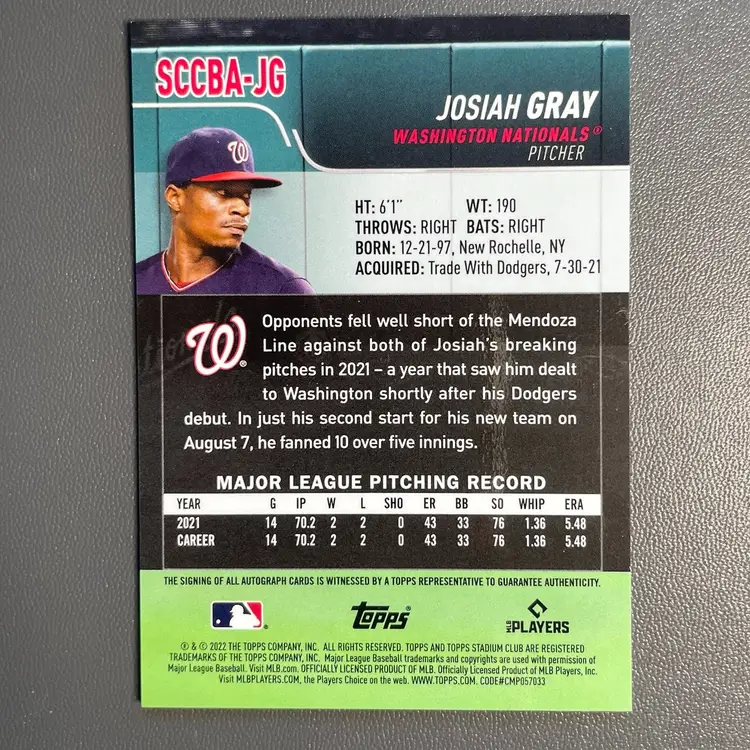 SCCBA-JG
JOSIAH GRAY
WASHINGTON NATIONALS®
PITCHER
HT: 6'1" WT: 190
THROWS: RIGHT BATS: RIGHT
BORN: 12-21-97, New Rochelle, NY
ACQUIRED: Trade With Dodgers, 7-30-21
W
W®
Opponents fell well short of the Mendoza
Line against both of Josiah's breaking
pitches in 2021 – a year that saw him dealt
to Washington shortly after his Dodgers
debut. In just his second start for his new team on
August 7, he fanned 10 over five innings.
MAJOR LEAGUE PITCHING RECORD
YEAR G IP W L SHO ER BB SO WHIP ERA
2021 14 70.2 2 2 0 43 33 76 1.36 5.48
CAREER 14 70.2 2 2 0 43 33 76 1.36 5.48
THE SIGNING OF ALL AUTOGRAPH CARDS IS WITNESSED BY A TOPPS REPRESENTATIVE TO GUARANTEE AUTHENTICITY.
topps®
MLB PLAYERS
® & © 2022 THE TOPPS COMPANY, INC. ALL RIGHTS RESERVED. TOPPS AND TOPPS STADIUM CLUB ARE REGISTERED
TRADEMARKS OF THE TOPPS COMPANY, INC. Major League Baseball trademarks and copyrights are used with permission of
Major League Baseball. Visit MLB.com. OFFICIALLY LICENSED PRODUCT OF MLB. Officially Licensed Product of MLB Players, Inc.
Visit MLBPLAYERS.COM, the Players Choice on the web. WWW.TOPPS.COM. CODE#CMP057033